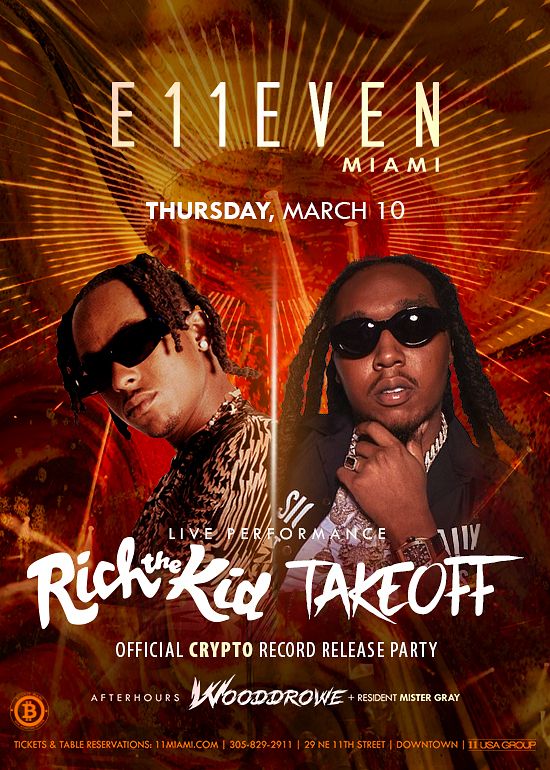 E11EVEN
MIAMI
THURSDAY, MARCH 10
LIVE PERFORMANCE
Rich the Kid TAKEOFF
OFFICIAL CRYPTO RECORD RELEASE PARTY
AFTERHOURS WOODDROWE + RESIDENT MISTER GRAY
TICKETS & TABLE RESERVATIONS: 11MIAMI.COM | 305-829-2911 | 29 NE 11TH STREET | DOWNTOWN | 11 USA GROUP